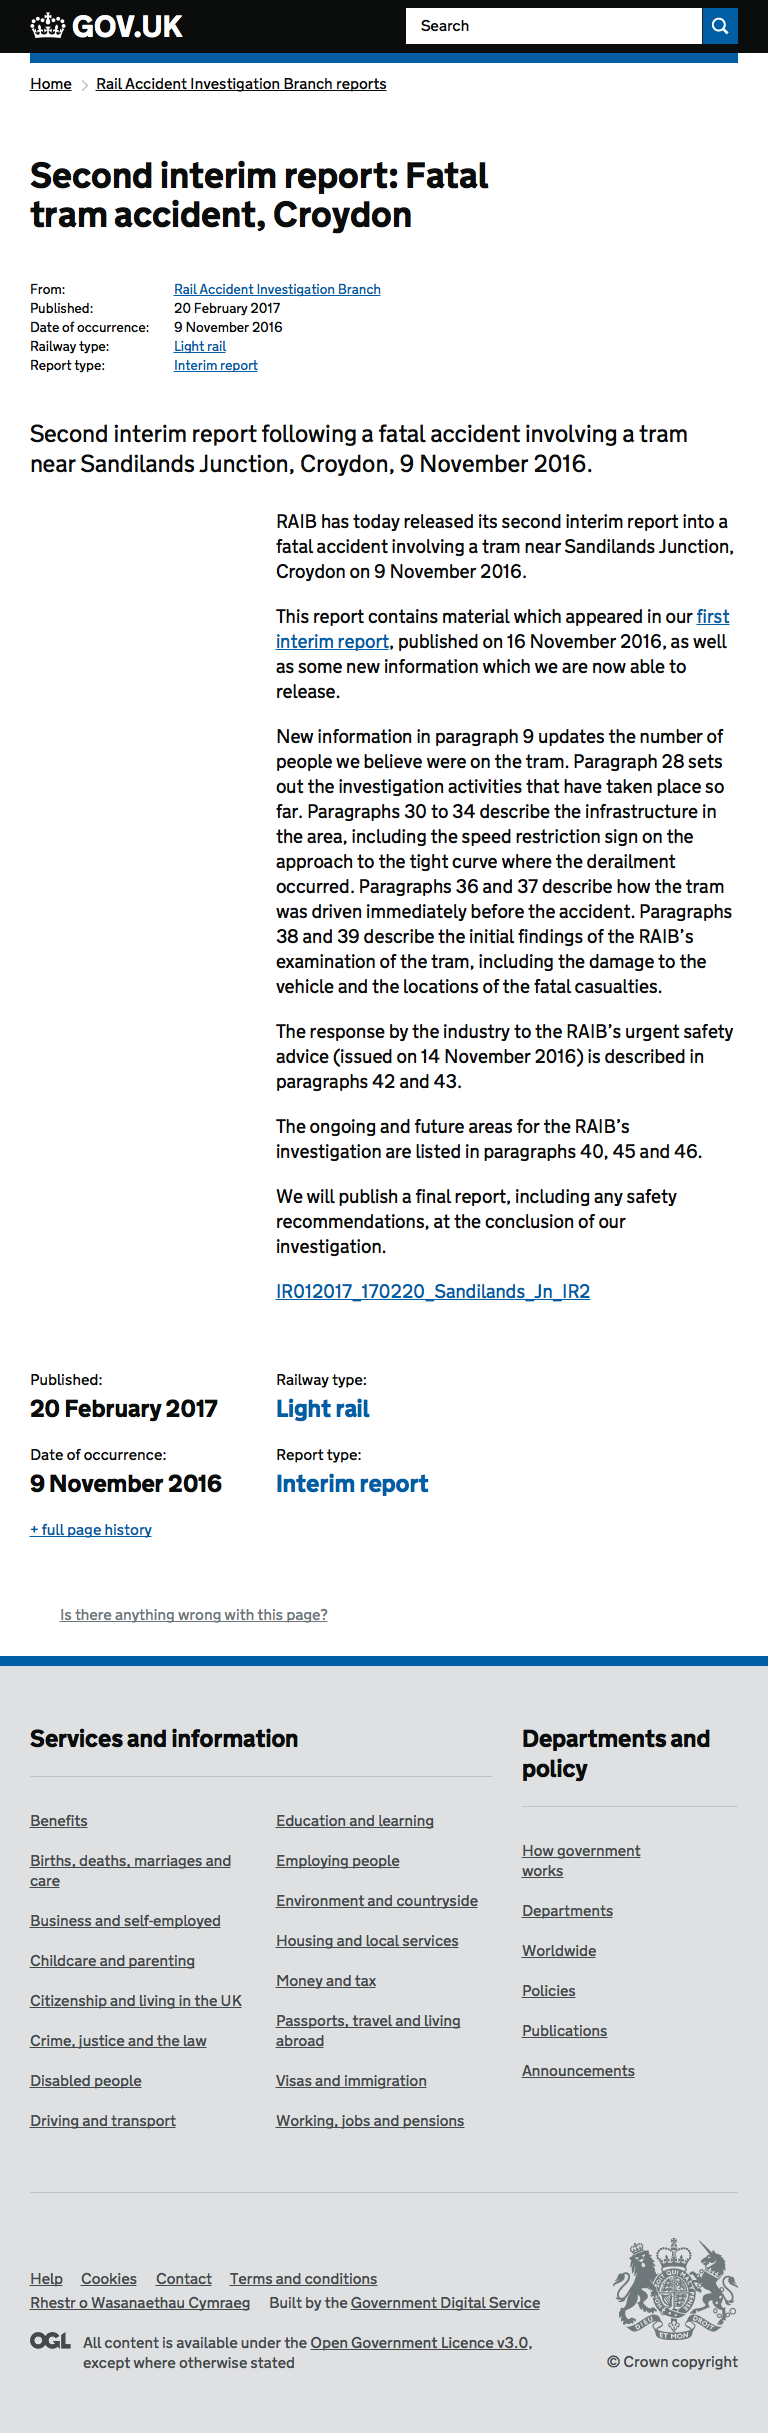 GOV.UK
Search
Home
Rail Accident Investigation Branch reports
Second interim report: Fatal
tram accident, Croydon
From: Rail Accident Investigation Branch
Published: 20 February 2017
Date of occurrence: 9 November 2016
Railway type: Light rail
Report type: Interim report
Second interim report following a fatal accident involving a tram
near Sandilands Junction, Croydon, 9 November 2016.
RAIB has today released its second interim report into a
fatal accident involving a tram near Sandilands Junction,
Croydon on 9 November 2016.
This report contains material which appeared in our first
interim report, published on 16 November 2016, as well
as some new information which we are now able to
release.
New information in paragraph 9 updates the number of
people we believe were on the tram. Paragraph 28 sets
out the investigation activities that have taken place so
far. Paragraphs 30 to 34 describe the infrastructure in
the area, including the speed restriction sign on the
approach to the tight curve where the derailment
occurred. Paragraphs 36 and 37 describe how the tram
was driven immediately before the accident. Paragraphs
38 and 39 describe the initial findings of the RAIB's
examination of the tram, including the damage to the
vehicle and the locations of the fatal casualties.
The response by the industry to the RAIB's urgent safety
advice (issued on 14 November 2016) is described in
paragraphs 42 and 43.
The ongoing and future areas for the RAIB's
investigation are listed in paragraphs 40, 45 and 46.
We will publish a final report, including any safety
recommendations, at the conclusion of our
investigation.
IR012017_170220_Sandilands_Jn_IR2
Published:
20 February 2017
Railway type:
Light rail
Date of occurrence:
9 November 2016
Report type:
Interim report
+ full page history
Is there anything wrong with this page?
Services and information
Benefits
Births, deaths, marriages and
care
Business and self-employed
Childcare and parenting
Citizenship and living in the UK
Crime, justice and the law
Disabled people
Driving and transport
Education and learning
Employing people
Environment and countryside
Housing and local services
Money and tax
Passports, travel and living
abroad
Visas and immigration
Working, jobs and pensions
Departments and
policy
How government
works
Departments
Worldwide
Policies
Publications
Announcements
Help Cookies Contact Terms and conditions
Rhestr o Wasanaethau Cymraeg Built by the Government Digital Service
OGL All content is available under the Open Government Licence v3.0,
except where otherwise stated
DIEU ET MON DROIT
© Crown copyright